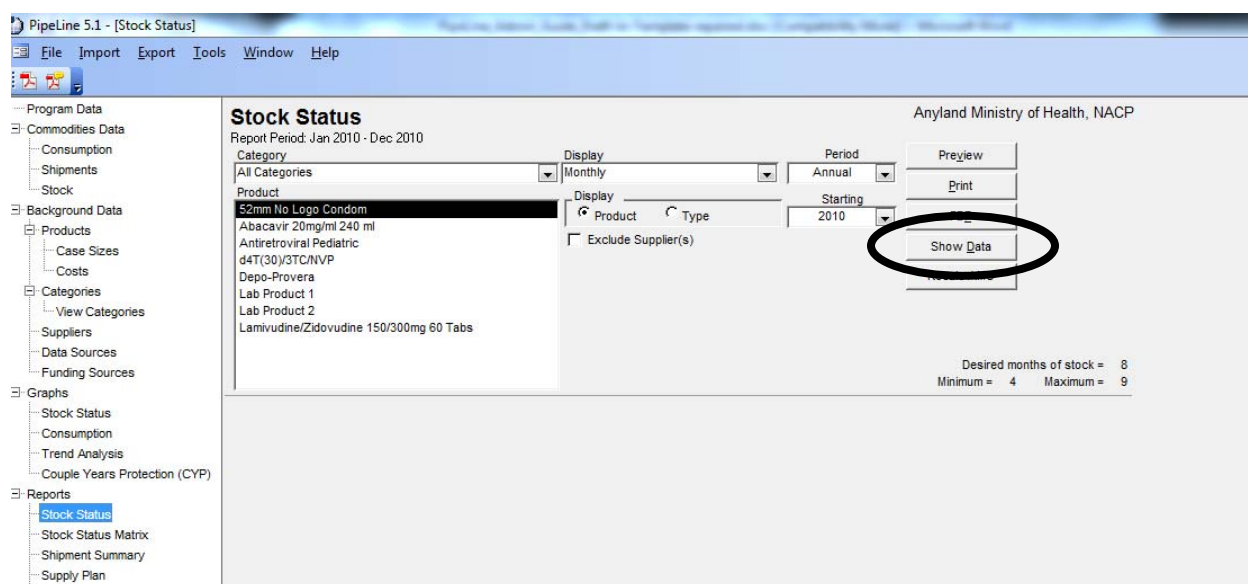 PipeLine 5.1 - [Stock Status]
File Import Export Tools Window Help
Program Data
Commodities Data
Consumption
Shipments
Stock
Background Data
Products
Case Sizes
Costs
Categories
View Categories
Suppliers
Data Sources
Funding Sources
Graphs
Stock Status
Consumption
Trend Analysis
Couple Years Protection (CYP)
Reports
Stock Status
Stock Status Matrix
Shipment Summary
Supply Plan
Stock Status
Anyland Ministry of Health, NACP
Report Period: Jan 2010 - Dec 2010
Category
All Categories
Display
Monthly
Period
Annual
Starting
2010
Product
52mm No Logo Condom
Abacavir 20mg/ml 240 ml
Antiretroviral Pediatric
d4T(30)/3TC/NVP
Depo-Provera
Lab Product 1
Lab Product 2
Lamivudine/Zidovudine 150/300mg 60 Tabs
Display
Product Type
Exclude Supplier(s)
Preview
Print
Show Data
Desired months of stock = 8
Minimum = 4 Maximum = 9